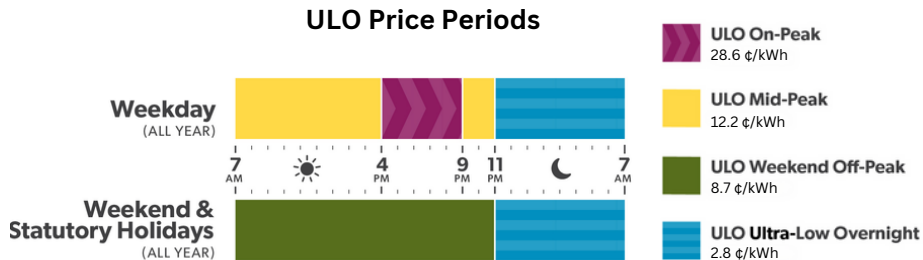 ULO Price Periods
ULO On-Peak
28.6 ¢/kWh
Weekday
(ALL YEAR)
ULO Mid-Peak
12.2 ¢/kWh
7 4 9 11 7
AM PM PM PM AM
ULO Weekend Off-Peak
8.7 ¢/kWh
Weekend &
Statutory Holidays
(ALL YEAR)
ULO Ultra-Low Overnight
2.8 ¢/kWh